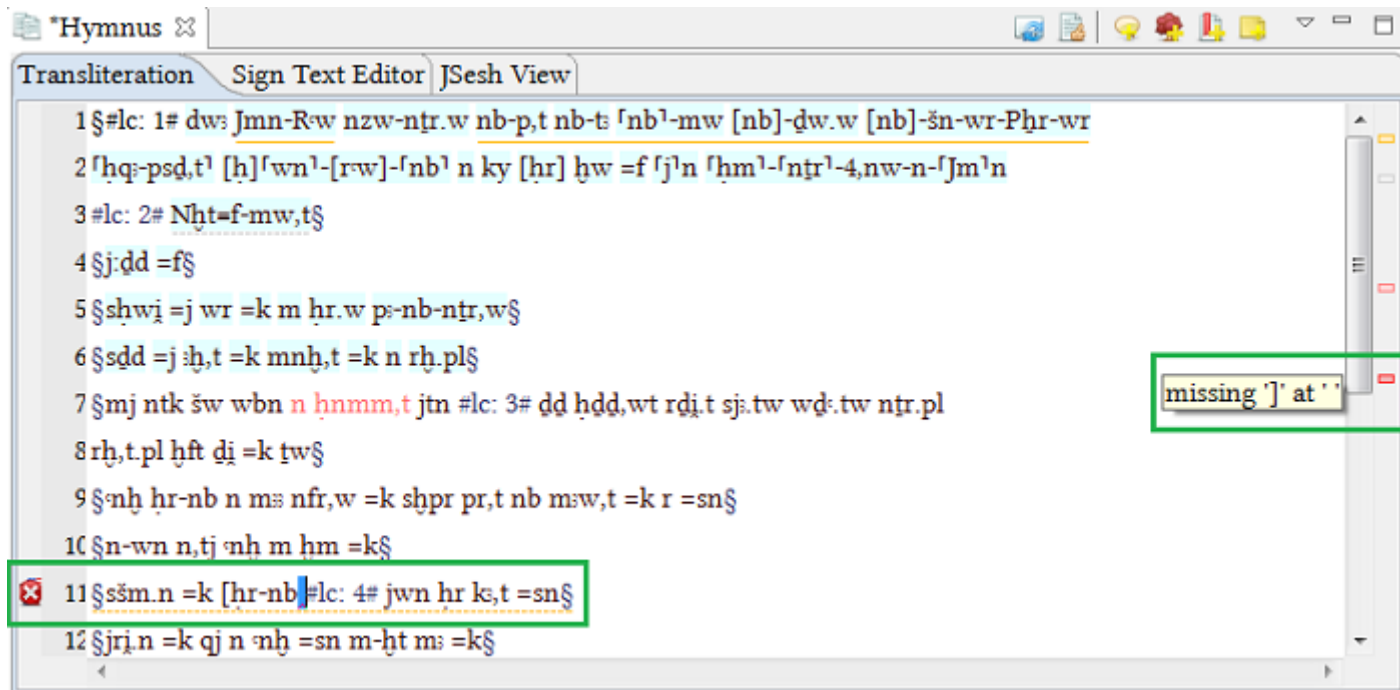 *Hymnus
Transliteration Sign Text Editor JSesh View
1 §#lc: 1# dwꜣ Jmn-Rꜥw nzw-nṯr.w nb-p,t nb-tꜣ ⸢nb⸣-mw [nb]-ḏw.w [nb]-šn-wr-Pẖr-wr
2 ⸢ḥqꜣ-psḏ,t⸣ [h]⸢wn⸣-[rꜥw]-⸢nb⸣ n ky [ḥr] ḫw =f ⸢j⸣n ⸢ḥm⸣-⸢nṯr⸣-4,nw-n-⸢Jm⸣n
3 #lc: 2# Nḫt=f-mw,t§
4 §j:ḏd =f§
5 §sḥwi̯ =j wr =k m ḥr.w pꜣ-nb-nṯr,w§
6 §sḏd =j ꜣḫ,t =k mnḫ,t =k n rḫ.pl§
7 §mj ntk šw wbn n ḥnmm,t jtn #lc: 3# ḏd ḥḏḏ,wt rḏi̯.t sjꜣ.tw wḏꜥ.tw nṯr.pl
8 rḫ,t.pl ḫft ḏi̯ =k ṯw§
9 §ꜥnḫ ḥr-nb n mꜣꜣ nfr,w =k sḫpr pr,t nb mꜣw,t =k r =sn§
10 §n-wn n,tj ꜥnḫ m ḫm =k§
11 §sšm.n =k [ḥr-nb #lc: 4# jwn ḥr kꜣ,t =sn§
12 §jri̯.n =k qj n ꜥnḫ =sn m-ḫt mꜣ =k§
missing ']' at ' '